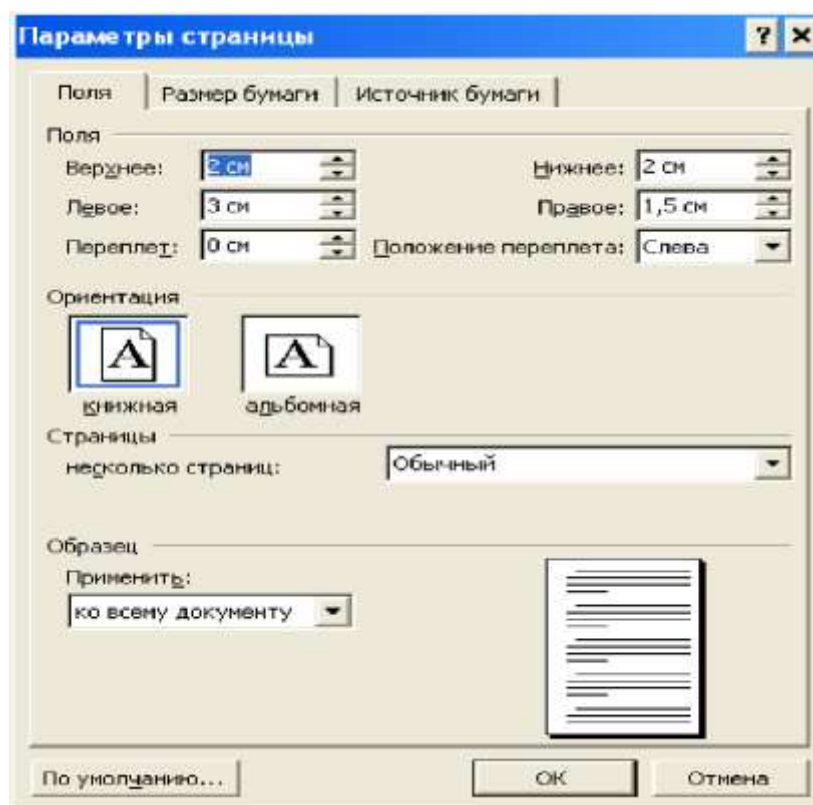 Параметры страницы
Поля Размер бумаги Источник бумаги
Поля
Верхнее: 2 см Нижнее: 2 см
Левое: 3 см Правое: 1,5 см
Переплет: 0 см Положение переплета: Слева
Ориентация
A A
книжная альбомная
Страницы
несколько страниц: Обычный
Образец
Применить:
ко всему документу
По умолчанию... ОК Отмена